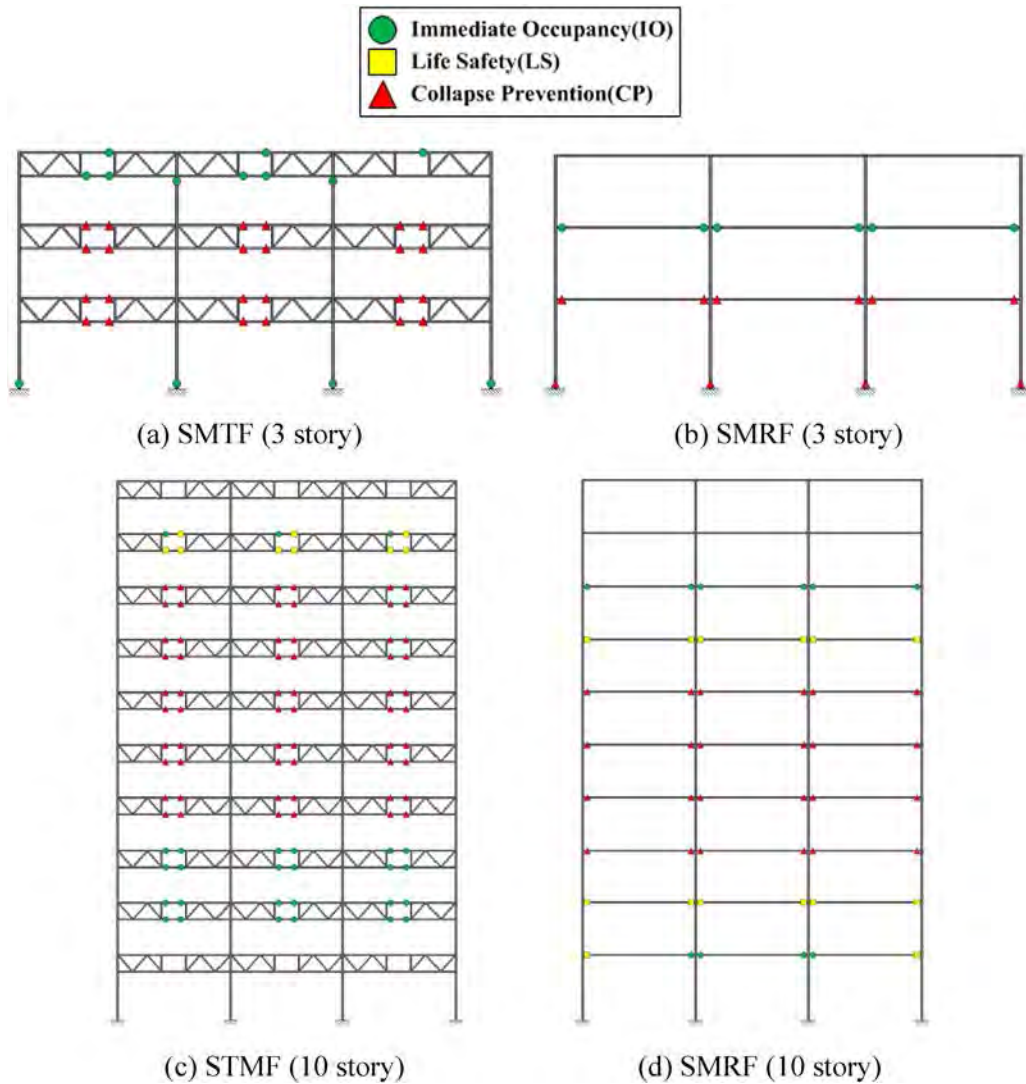 Immediate Occupancy(IO)
Life Safety(LS)
Collapse Prevention(CP)
(a) SMTF (3 story)
(b) SMRF (3 story)
(c) STMF (10 story)
(d) SMRF (10 story)